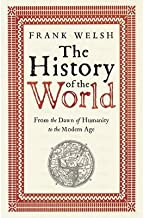 FRANK WELSH
The
History
of the
World
From the Dawn of Humanity
to the Modern Age